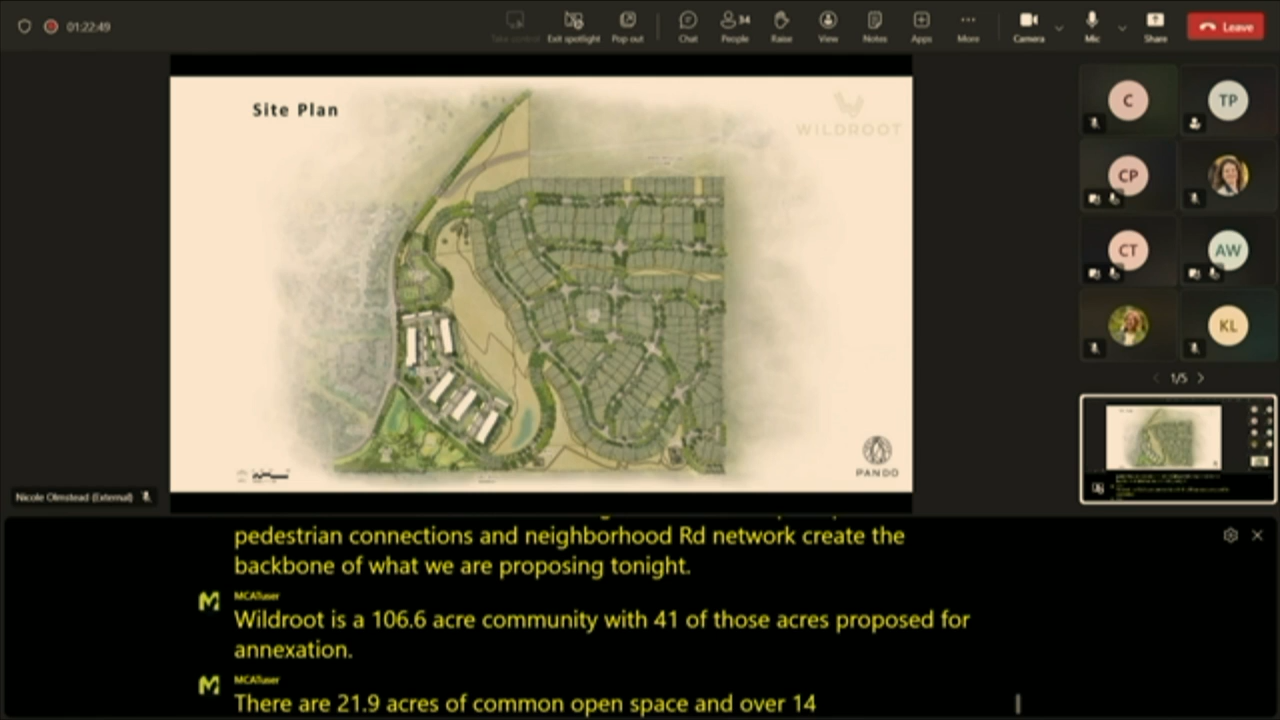 01:22:49
Take control
Exit spotlight
Pop out
Chat
People
34
Raise
View
Notes
Apps
More
Camera
Mic
Share
Leave
Site Plan
WILDROOT
C
TP
CP
CT
AW
KL
1/5
PANDO
Nicole Olmstead (External)
pedestrian connections and neighborhood Rd network create the
backbone of what we are proposing tonight.
MCATuser
Wildroot is a 106.6 acre community with 41 of those acres proposed for
annexation.
MCATuser
There are 21.9 acres of common open space and over 14